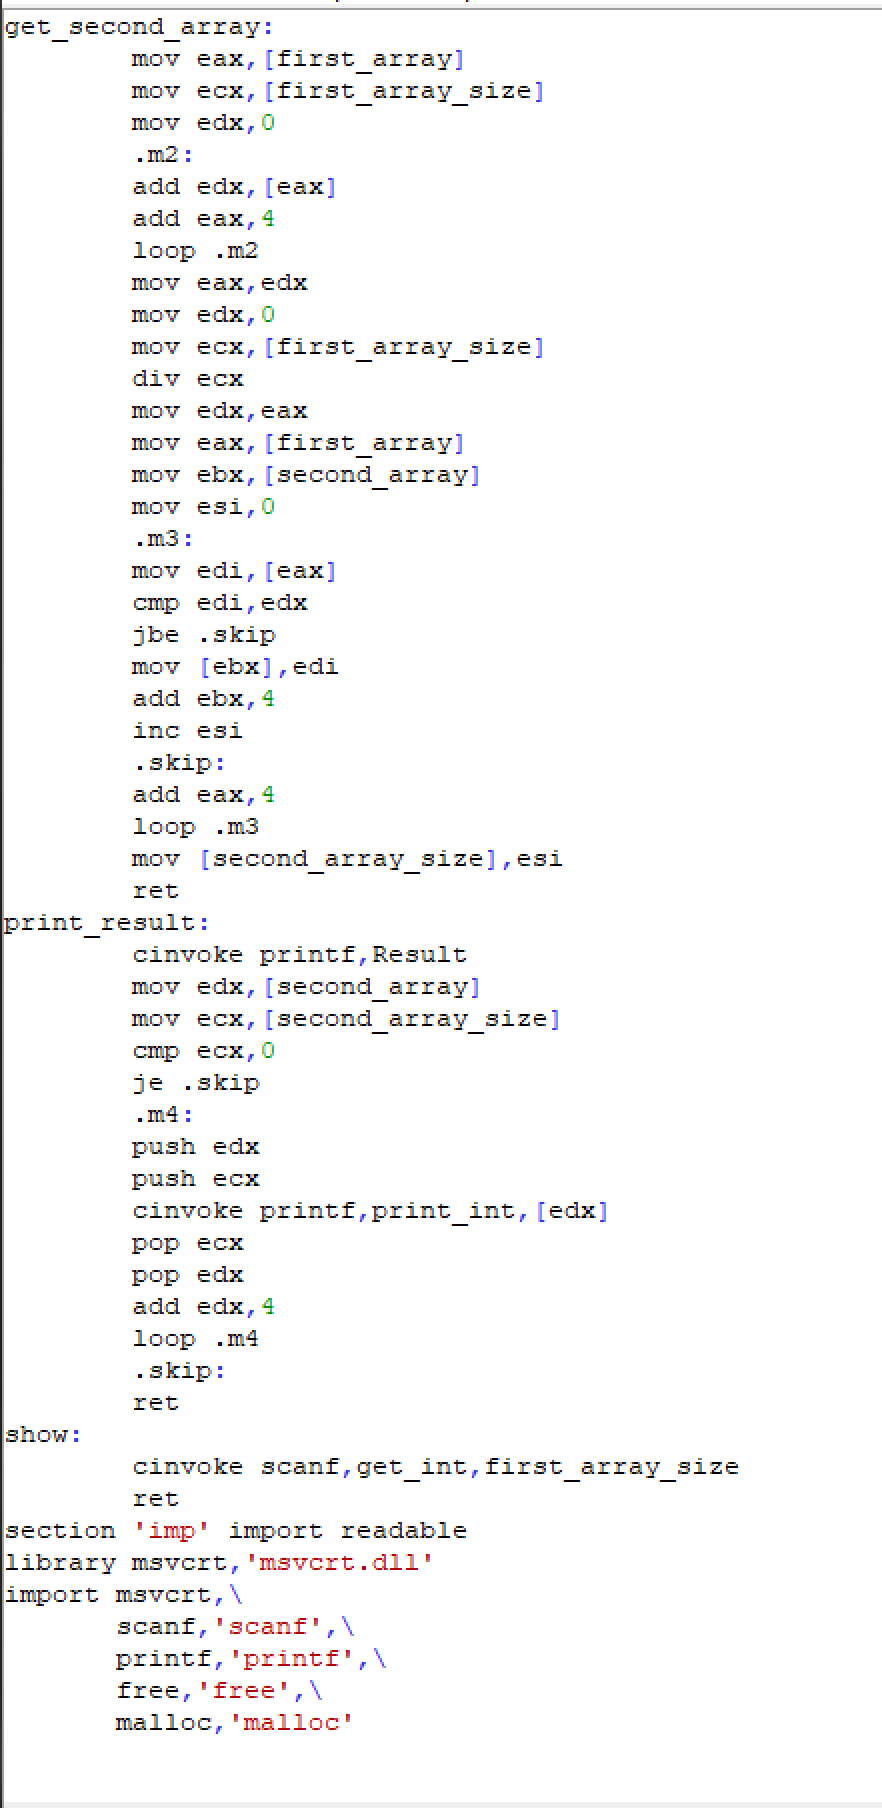 get_second_array:
mov eax,[first_array]
mov ecx,[first_array_size]
mov edx,0
.m2:
add edx,[eax]
add eax,4
loop .m2
mov eax,edx
mov edx,0
mov ecx,[first_array_size]
div ecx
mov edx,eax
mov eax,[first_array]
mov ebx,[second_array]
mov esi,0
.m3:
mov edi,[eax]
cmp edi,edx
jbe .skip
mov [ebx],edi
add ebx,4
inc esi
.skip:
add eax,4
loop .m3
mov [second_array_size],esi
ret
print_result:
cinvoke printf,Result
mov edx,[second_array]
mov ecx,[second_array_size]
cmp ecx,0
je .skip
.m4:
push edx
push ecx
cinvoke printf,print_int,[edx]
pop ecx
pop edx
add edx,4
loop .m4
.skip:
ret
show:
cinvoke scanf,get_int,first_array_size
ret
section 'imp' import readable
library msvcrt,'msvcrt.dll'
import msvcrt,\
scanf,'scanf',\
printf,'printf',\
free,'free',\
malloc,'malloc'